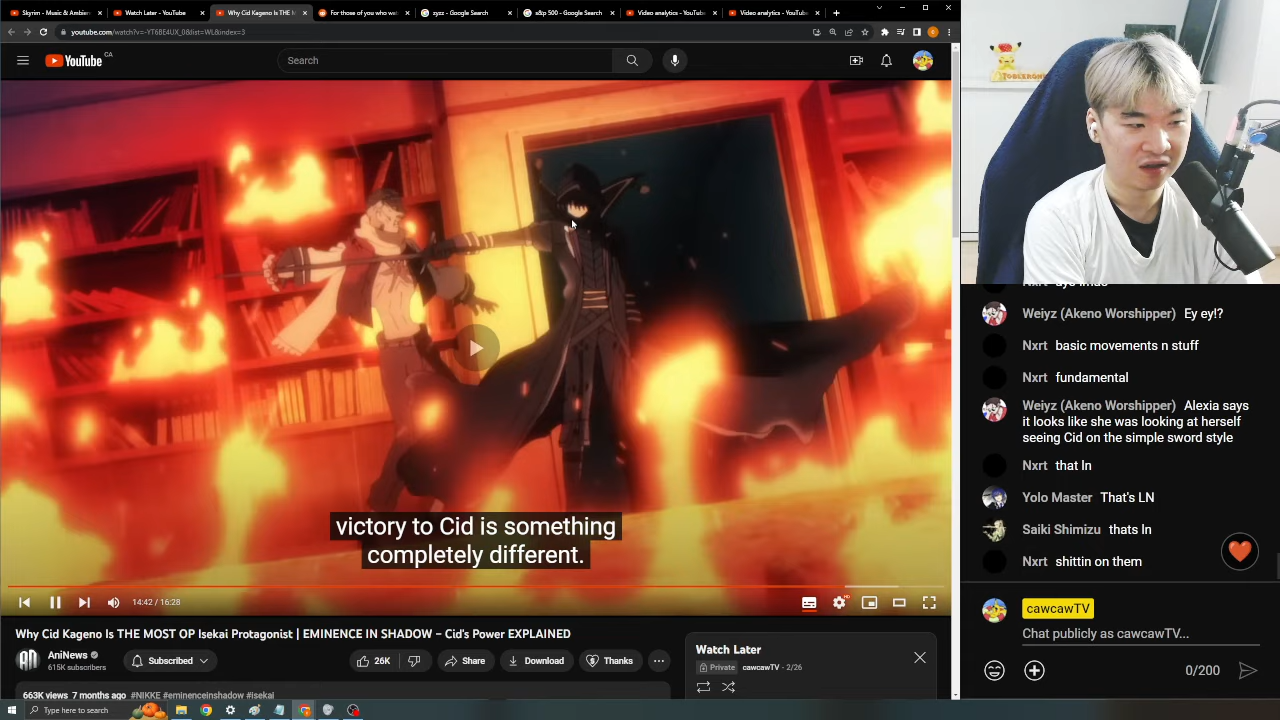 Skyrim - Music & Ambien
Watch Later - YouTube
Why Cid Kageno Is THE M
For those of you who wat
zyzz - Google Search
s&p 500 - Google Search
Video analytics - YouTub
Video analytics - YouTub
youtube.com/watch?v=-YT6BE4UX_0&list=WL&index=3
YouTube CA
Search
victory to Cid is something
completely different.
14:42 / 16:28
HD
Why Cid Kageno Is THE MOST OP Isekai Protagonist | EMINENCE IN SHADOW – Cid's Power EXPLAINED
AniNews
615K subscribers
Subscribed
26K
Share
Download
Thanks
663K views 7 months ago #NIKKE #eminenceinshadow #isekai
Watch Later
Private cawcawTV - 2/26
Type here to search
Weiyz (Akeno Worshipper) Ey ey!?
Nxrt basic movements n stuff
Nxrt fundamental
Weiyz (Akeno Worshipper) Alexia says
it looks like she was looking at herself
seeing Cid on the simple sword style
Nxrt that ln
Yolo Master That's LN
Saiki Shimizu thats ln
Nxrt shittin on them
cawcawTV
Chat publicly as cawcawTV...
0/200